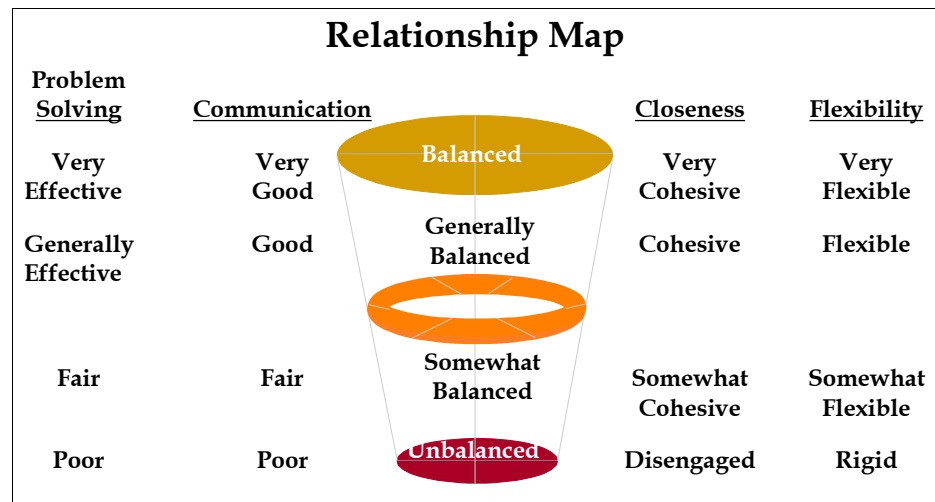 Relationship Map
Problem
Solving
Communication
Closeness
Flexibility
Very
Effective
Very
Good
Balanced
Very
Cohesive
Very
Flexible
Generally
Effective
Good
Generally
Balanced
Cohesive
Flexible
Fair
Fair
Somewhat
Balanced
Somewhat
Cohesive
Somewhat
Flexible
Poor
Poor
Unbalanced
Disengaged
Rigid